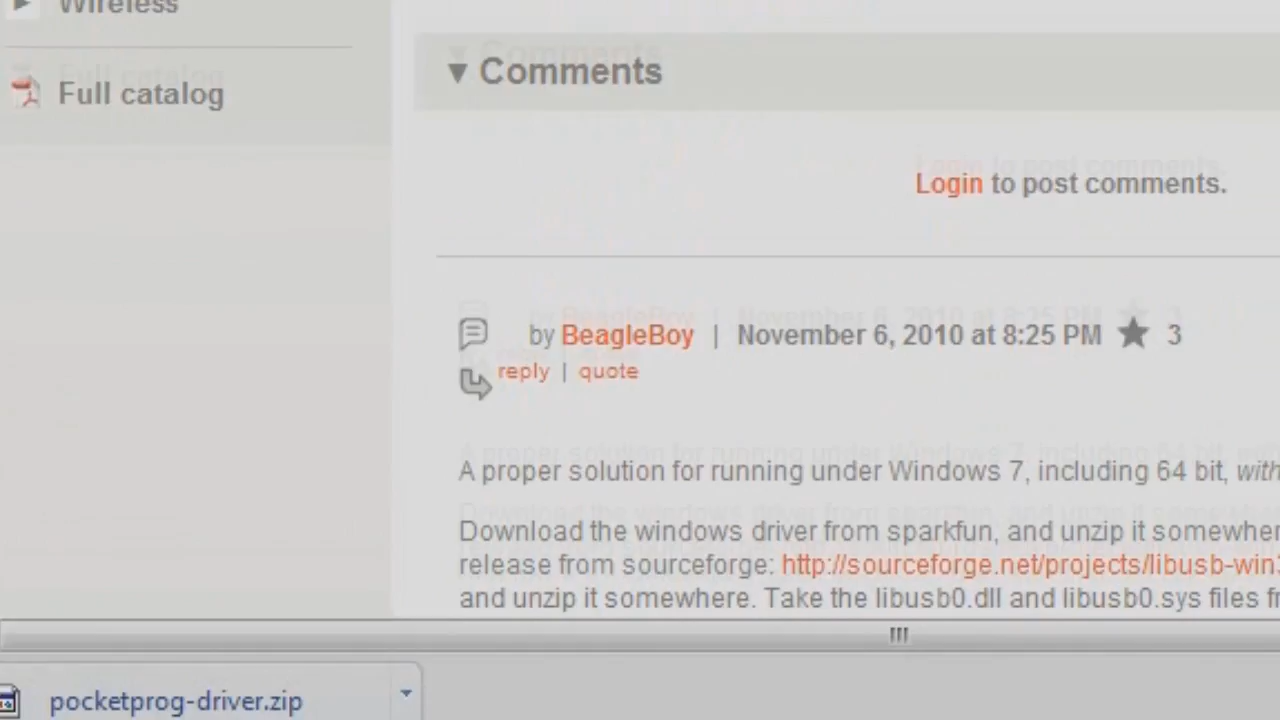 Wireless
Full catalog
Comments
Login to post comments.
by BeagleBoy | November 6, 2010 at 8:25 PM 3
reply | quote
A proper solution for running under Windows 7, including 64 bit, with
Download the windows driver from sparkfun, and unzip it somewher
release from sourceforge: http://sourceforge.net/projects/libusb-win3
and unzip it somewhere. Take the libusb0.dll and libusb0.sys files fr
pocketprog-driver.zip